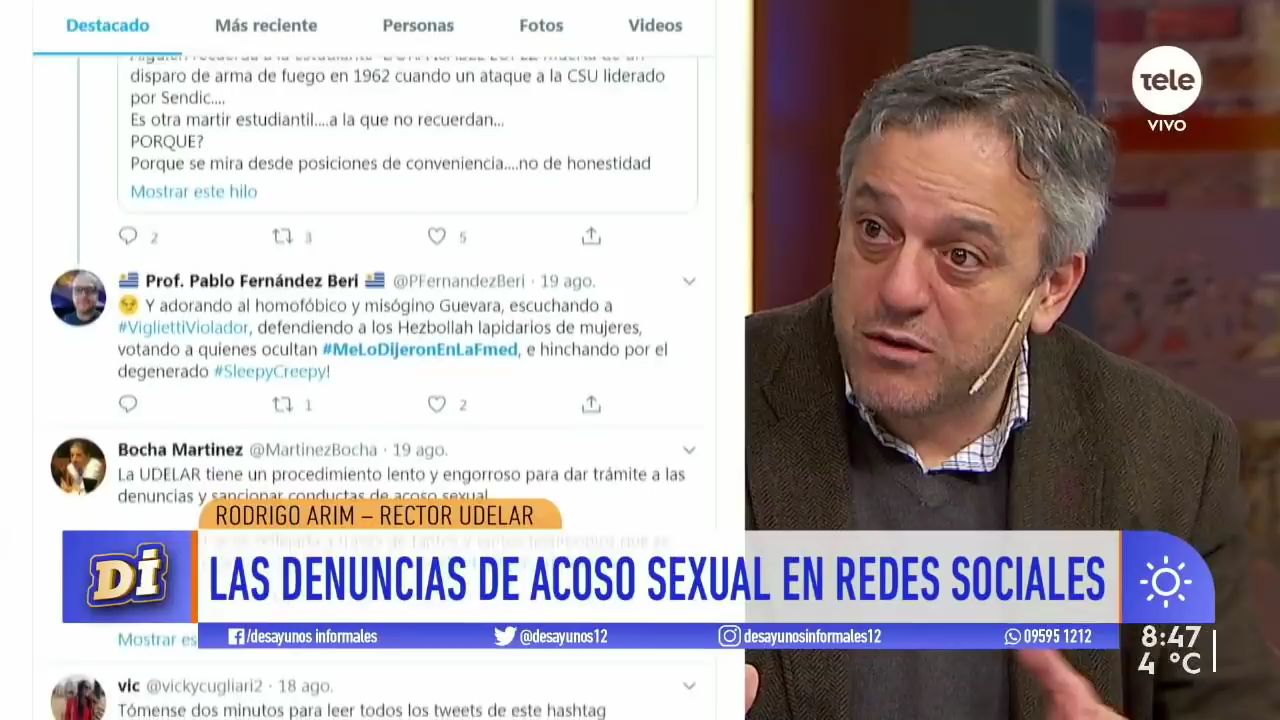 Destacado
Más reciente
Personas
Fotos
Videos
disparo de arma de fuego en 1962 cuando un ataque a la CSU liderado
por Sendic....
Es otra martir estudiantil....a la que no recuerdan...
PORQUE?
Porque se mira desde posiciones de conveniencia....no de honestidad
Mostrar este hilo
2
3
5
Prof. Pablo Fernández Beri @PFernandezBeri · 19 ago.
Y adorando al homofóbico y misógino Guevara, escuchando a
#VigliettiViolador, defendiendo a los Hezbollah lapidarios de mujeres,
votando a quienes ocultan #MeLoDijeronEnLaFmed, e hinchando por el
degenerado #SleepyCreepy!
1
2
Bocha Martinez @MartinezBocha · 19 ago.
La UDELAR tiene un procedimiento lento y engorroso para dar trámite a las
denuncias y sancionar conductas de acoso sexual
Mostrar es
vic @vickycugliari2 · 18 ago.
Tómense dos minutos para leer todos los tweets de este hashtag
tele
VIVO
RODRIGO ARIM – RECTOR UDELAR
Di
LAS DENUNCIAS DE ACOSO SEXUAL EN REDES SOCIALES
/desayunos informales
@desayunos12
desayunosinformales12
09595 1212
8:47
4 °C